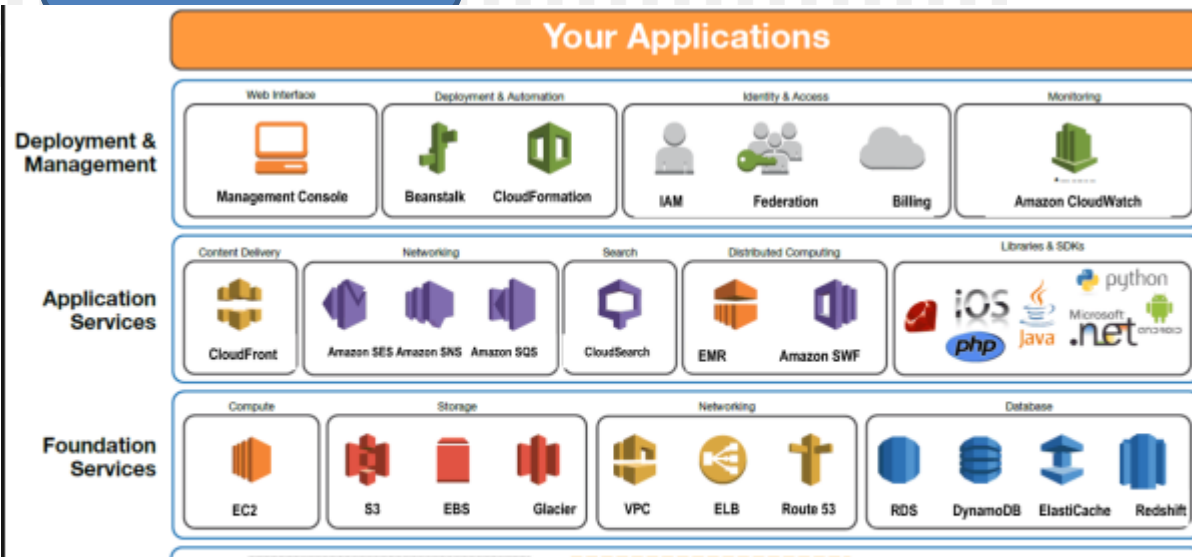 Your Applications
Deployment &
Management
Web Interface
Management Console
Deployment & Automation
Beanstalk CloudFormation
Identity & Access
IAM Federation Billing
Monitoring
Amazon CloudWatch
Application
Services
Content Delivery
CloudFront
Networking
Amazon SES Amazon SNS Amazon SQS
Search
CloudSearch
Distributed Computing
EMR Amazon SWF
Libraries & SDKs
python
iOS
php
Java
Microsoft
.net
ANDROID
Foundation
Services
Compute
EC2
Storage
S3 EBS Glacier
Networking
VPC ELB Route 53
Database
RDS DynamoDB ElastiCache Redshift